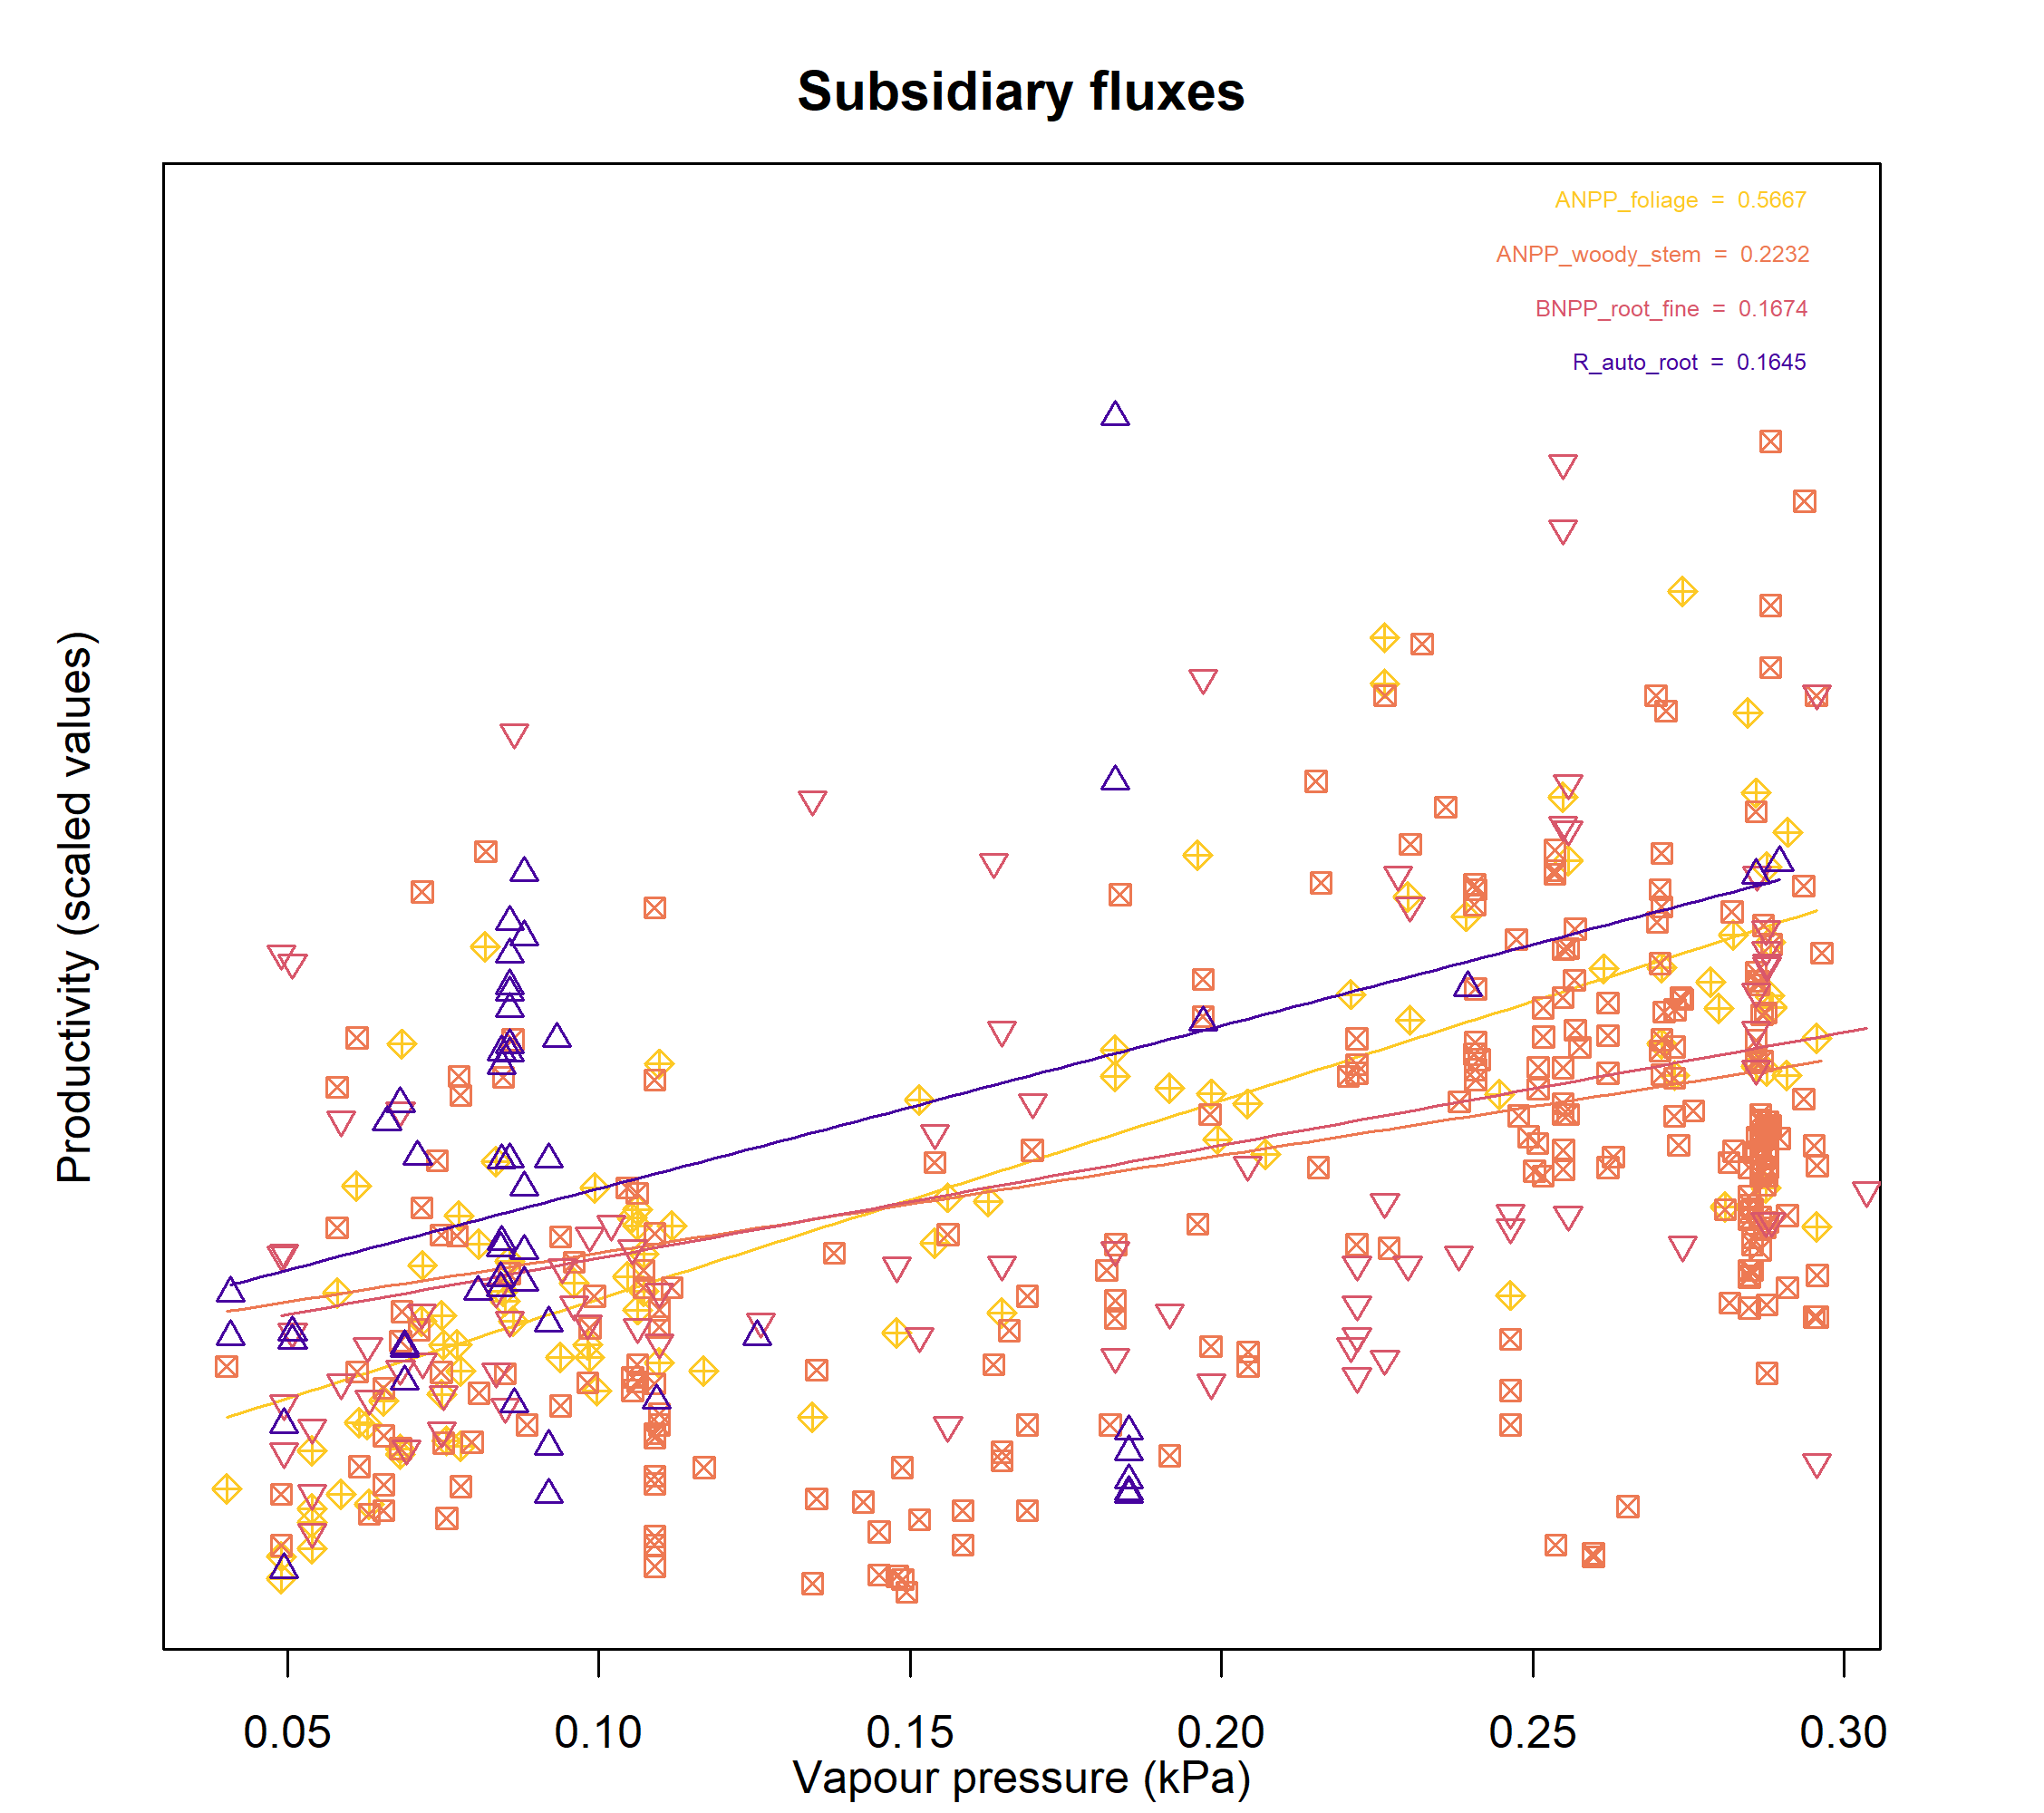 Subsidiary fluxes
ANPP_foliage = 0.5667
ANPP_woody_stem = 0.2232
BNPP_root_fine = 0.1674
R_auto_root = 0.1645
Productivity (scaled values)
0.05 0.10 0.15 0.20 0.25 0.30
Vapour pressure (kPa)